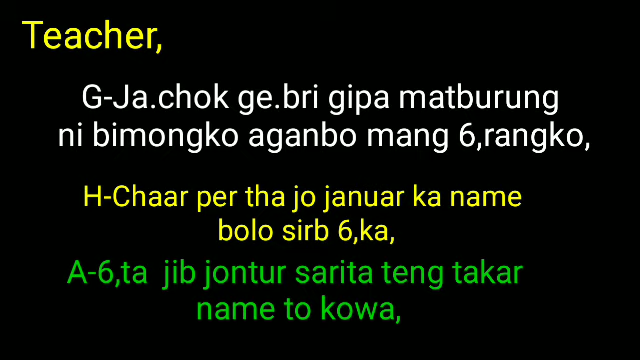 Teacher,
G-Ja.chok ge.bri gipa matburung
ni bimongko aganbo mang 6,rangko,
H-Chaar per tha jo januar ka name
bolo sirb 6,ka,
A-6,ta jib jontur sarita teng takar
name to kowa,